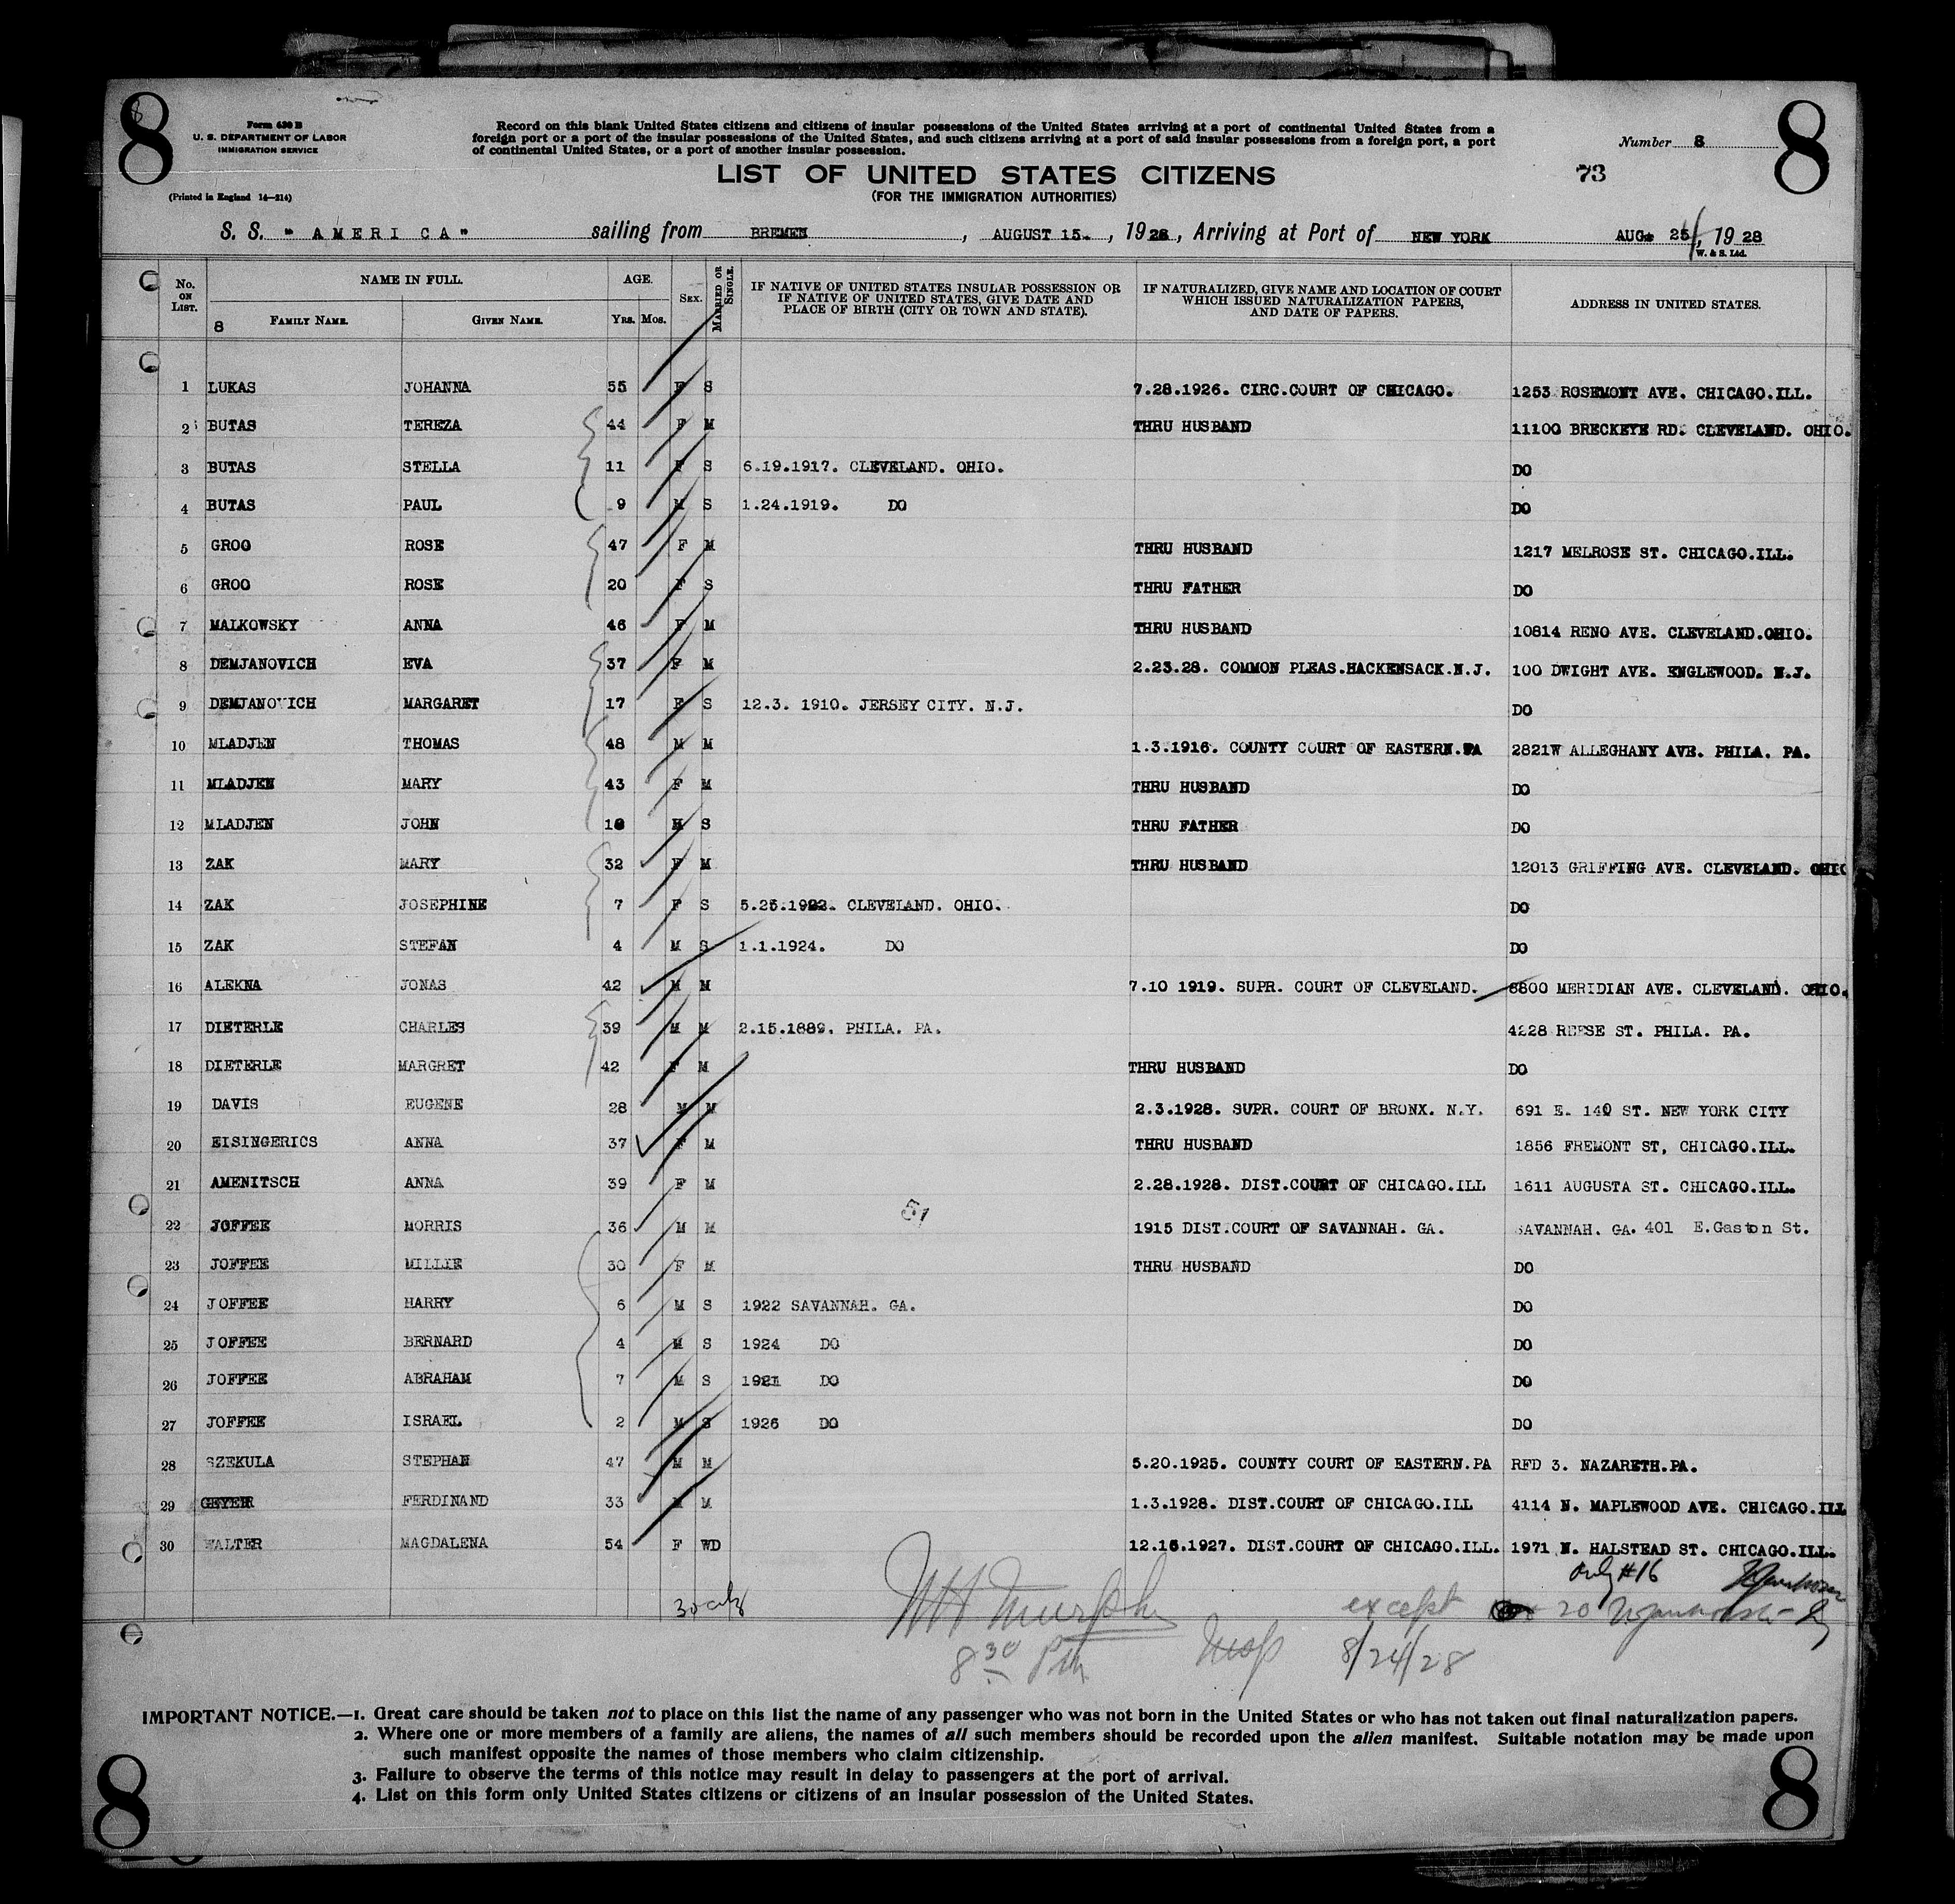 8
Form 630 B
U. S. DEPARTMENT OF LABOR
IMMIGRATION SERVICE
(Printed in England 14—214)
Record on this blank United States citizens and citizens of insular possessions of the United States arriving at a port of continental United States from a
foreign port or a port of the insular possessions of the United States, and such citizens arriving at a port of said insular possessions from a foreign port, a port
of continental United States, or a port of another insular possession.
Number 8
8
LIST OF UNITED STATES CITIZENS
73
(FOR THE IMMIGRATION AUTHORITIES)
S. S. "AMERICA" sailing from BREMEN, AUGUST 15., 1928, Arriving at Port of NEW YORK AUG. 25, 1928
W. & S. Ltd.
No. ON LIST. NAME IN FULL. AGE. SEX. MARRIED OR SINGLE. IF NATIVE OF UNITED STATES INSULAR POSSESSION OR IF NATIVE OF UNITED STATES, GIVE DATE AND PLACE OF BIRTH (CITY OR TOWN AND STATE). IF NATURALIZED, GIVE NAME AND LOCATION OF COURT WHICH ISSUED NATURALIZATION PAPERS, AND DATE OF PAPERS. ADDRESS IN UNITED STATES.
8 FAMILY NAME. GIVEN NAME. YRS. MOS.
1 LUKAS JOHANNA 55 F S 7.28.1926. CIRC.COURT OF CHICAGO. 1253 ROSEMONT AVE. CHICAGO.ILL.
2 BUTAS TEREZA 44 F M THRU HUSBAND 11100 BRECKEYE RD. CLEVELAND. OHIO.
3 BUTAS STELLA 11 F S 6.19.1917. CLEVELAND. OHIO. DO
4 BUTAS PAUL 9 M S 1.24.1919. DO DO
5 GROO ROSE 47 F M THRU HUSBAND 1217 MELROSE ST. CHICAGO.ILL.
6 GROO ROSE 20 F S THRU FATHER DO
7 MALKOWSKY ANNA 46 F M THRU HUSBAND 10814 RENO AVE. CLEVELAND.OHIO.
8 DEMJANOVICH EVA 37 F M 2.23.28. COMMON PLEAS.HACKENSACK.N.J. 100 DWIGHT AVE. ENGLEWOOD. N.J.
9 DEMJANOVICH MARGARET 17 F S 12.3. 1910. JERSEY CITY. N.J. DO
10 MLADJEN THOMAS 48 M M 1.3.1916. COUNTY COURT OF EASTERN.PA 2821W ALLEGHANY AVE. PHILA. PA.
11 MLADJEN MARY 43 F M THRU HUSBAND DO
12 MLADJEN JOHN 18 M S THRU FATHER DO
13 ZAK MARY 32 F M THRU HUSBAND 12013 GRIFFING AVE. CLEVELAND. OHIO
14 ZAK JOSEPHINE 7 F S 5.25.1922. CLEVELAND. OHIO. DO
15 ZAK STEFAN 4 M S 1.1.1924. DO DO
16 ALEKNA JONAS 42 M M 7.10 1919. SUPR. COURT OF CLEVELAND. 6800 MERIDIAN AVE. CLEVELAND. OHIO.
17 DIETERLE CHARLES 39 M M 2.15.1889. PHILA. PA. 4228 REESE ST. PHILA. PA.
18 DIETERLE MARGRET 42 F M THRU HUSBAND DO
19 DAVIS EUGENE 28 M M 2.3.1928. SUPR. COURT OF BRONX. N.Y. 691 E. 140 ST. NEW YORK CITY
20 EISINGERICS ANNA 37 F M THRU HUSBAND 1856 FREMONT ST, CHICAGO.ILL.
21 AMENITSCH ANNA 39 F M 2.28.1928. DIST.COURT OF CHICAGO.ILL 1611 AUGUSTA ST. CHICAGO.ILL.
51
22 JOFFEE MORRIS 36 M M 1915 DIST.COURT OF SAVANNAH. GA. SAVANNAH. GA. 401 E.Gaston St.
23 JOFFEE MILLIE 30 F M THRU HUSBAND DO
24 JOFFEE HARRY 6 M S 1922 SAVANNAH. GA. DO
25 JOFFEE BERNARD 4 M S 1924 DO DO
26 JOFFEE ABRAHAM 7 M S 1921 DO DO
27 JOFFEE ISRAEL 2 M S 1926 DO DO
28 SZEKULA STEPHAN 47 M M 5.20.1925. COUNTY COURT OF EASTERN.PA RFD 3. NAZARETH.PA.
29 GEYER FERDINAND 33 M M 1.3.1928. DIST.COURT OF CHICAGO.ILL 4114 N. MAPLEWOOD AVE. CHICAGO.ILL
30 WALTER MAGDALENA 54 F WD 12.15.1927. DIST.COURT OF CHICAGO.ILL. 1971 N. HALSTEAD ST. CHICAGO.ILL.
only #16
30 only WH Murphy except 20
8 30 PM Insp 8/24/28
IMPORTANT NOTICE.—1. Great care should be taken not to place on this list the name of any passenger who was not born in the United States or who has not taken out final naturalization papers.
2. Where one or more members of a family are aliens, the names of all such members should be recorded upon the alien manifest. Suitable notation may be made upon
such manifest opposite the names of those members who claim citizenship.
3. Failure to observe the terms of this notice may result in delay to passengers at the port of arrival.
4. List on this form only United States citizens or citizens of an insular possession of the United States.
8
8